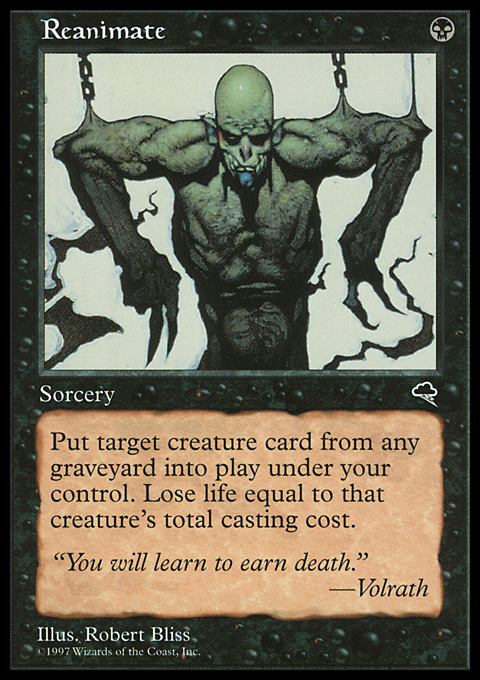 Reanimate
Sorcery
Put target creature card from any
graveyard into play under your
control. Lose life equal to that
creature's total casting cost.
“You will learn to earn death.”
—Volrath
Illus. Robert Bliss
©1997 Wizards of the Coast, Inc.